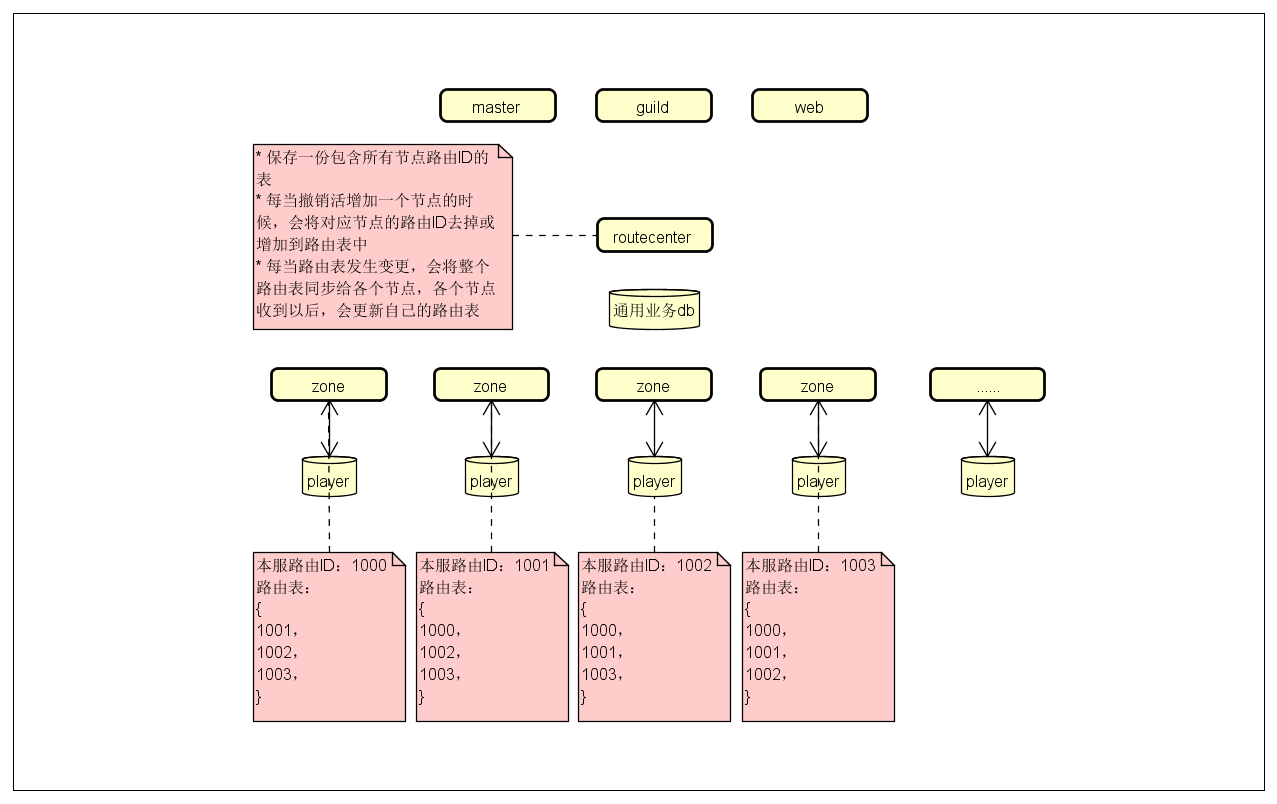 master
guild
web
* 保存一份包含所有节点路由ID的
表
* 每当撤销活增加一个节点的时
候，会将对应节点的路由ID去掉或
增加到路由表中
* 每当路由表发生变更，会将整个
路由表同步给各个节点，各个节点
收到以后，会更新自己的路由表
routecenter
通用业务db
zone
zone
zone
zone
......
player
player
player
player
player
本服路由ID：1000
路由表：
{
1001，
1002，
1003，
}
本服路由ID：1001
路由表：
{
1000，
1002，
1003，
}
本服路由ID：1002
路由表：
{
1000，
1001，
1003，
}
本服路由ID：1003
路由表：
{
1000，
1001，
1002，
}